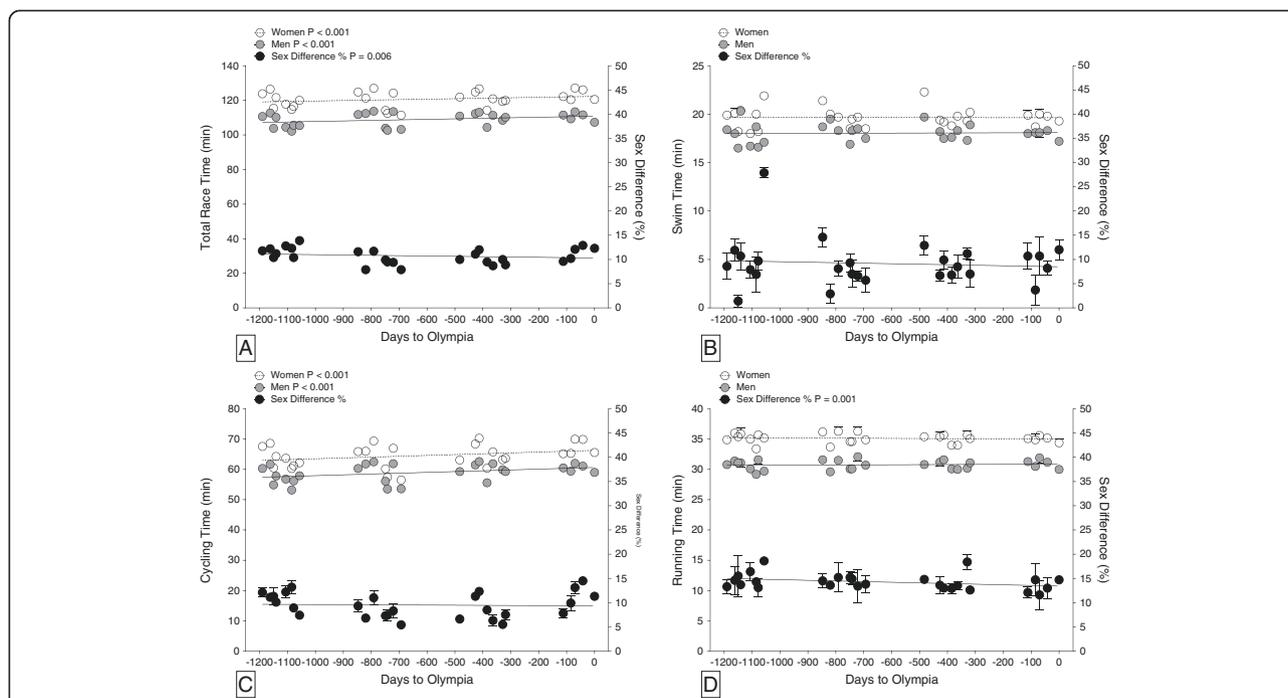 Women P < 0.001
Men P < 0.001
Sex Difference % P = 0.006
140
120
100
80
60
40
20
0
50
45
40
35
30
25
20
15
10
5
0
Total Race Time (min)
Sex Difference (%)
-1200 -1100 -1000 -900 -800 -700 -600 -500 -400 -300 -200 -100 0
Days to Olympia
A
Women
Men
Sex Difference %
25
20
15
10
5
0
50
45
40
35
30
25
20
15
10
5
0
Swim Time (min)
Sex Difference (%)
-1200 -1100 -1000 -900 -800 -700 -600 -500 -400 -300 -200 -100 0
Days to Olympia
B
Women P < 0.001
Men P < 0.001
Sex Difference %
80
70
60
50
40
30
20
10
0
50
45
40
35
30
25
20
15
10
5
0
Cycling Time (min)
Sex Difference (%)
-1200 -1100 -1000 -900 -800 -700 -600 -500 -400 -300 -200 -100 0
Days to Olympia
C
Women
Men
Sex Difference % P = 0.001
40
35
30
25
20
15
10
5
0
50
45
40
35
30
25
20
15
10
5
0
Running Time (min)
Sex Difference (%)
-1200 -1100 -1000 -900 -800 -700 -600 -500 -400 -300 -200 -100 0
Days to Olympia
D